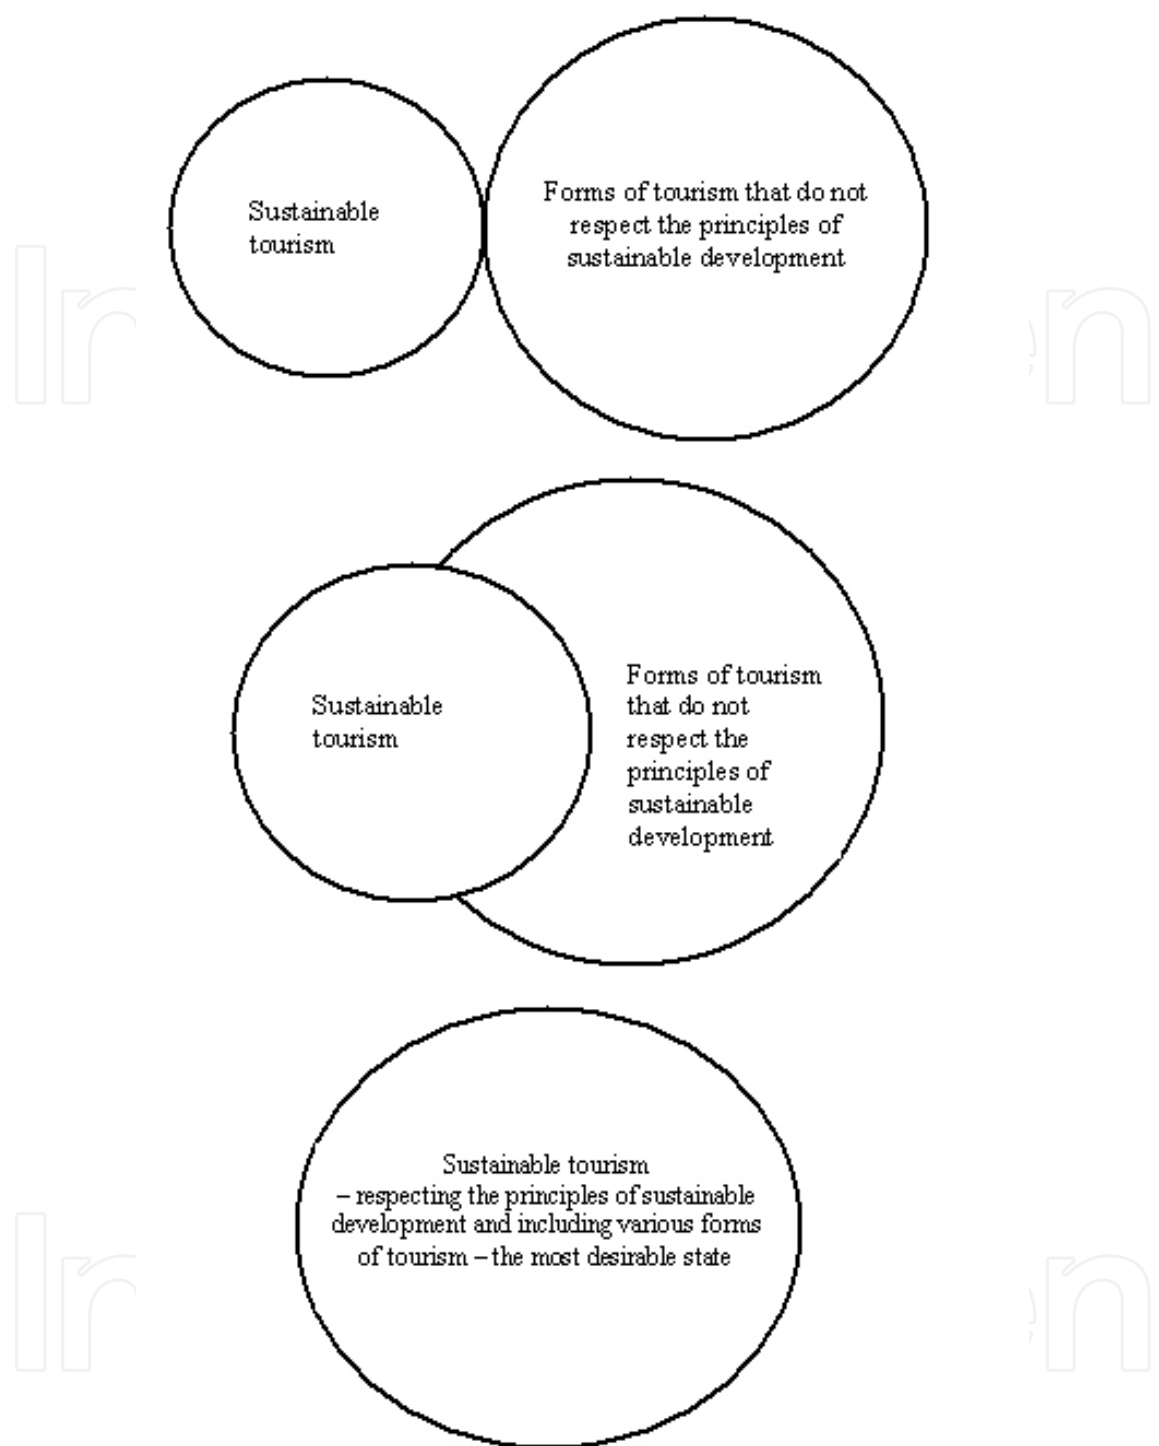 Sustainable
tourism
Forms of tourism that do not
respect the principles of
sustainable development
Sustainable
tourism
Forms of tourism
that do not
respect the
principles of
sustainable
development
Sustainable tourism
– respecting the principles of sustainable
development and including various forms
of tourism – the most desirable state